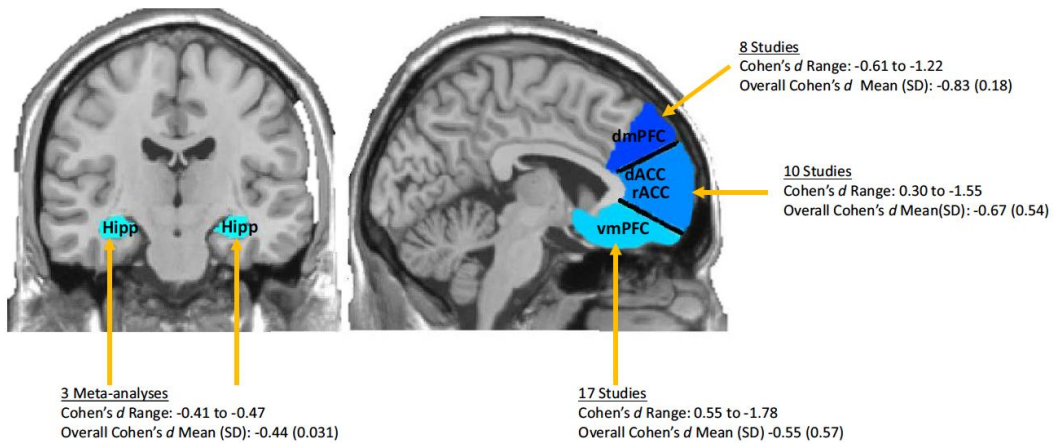 8 Studies
Cohen's d Range: -0.61 to -1.22
Overall Cohen's d Mean (SD): -0.83 (0.18)
dmPFC
dACC
rACC
10 Studies
Cohen's d Range: 0.30 to -1.55
Overall Cohen's d Mean(SD): -0.67 (0.54)
Hipp
Hipp
vmPFC
3 Meta-analyses
Cohen's d Range: -0.41 to -0.47
Overall Cohen's d Mean (SD): -0.44 (0.031)
17 Studies
Cohen's d Range: 0.55 to -1.78
Overall Cohen's d Mean (SD) -0.55 (0.57)